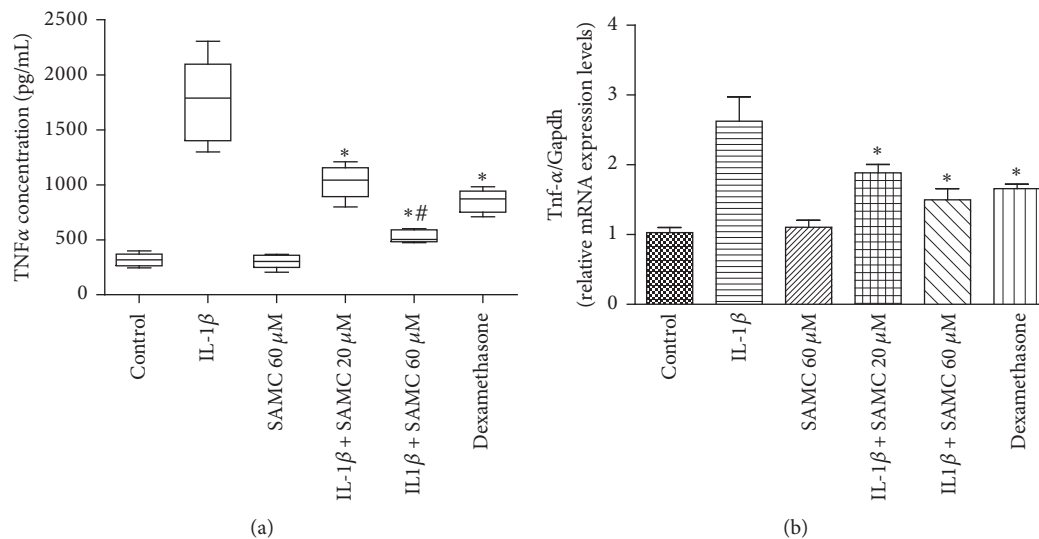 TNFα concentration (pg/mL)
2500
2000
1500
1000
500
0
*
*#
*
Control
IL-1β
SAMC 60 μM
IL-1β + SAMC 20 μM
IL1β + SAMC 60 μM
Dexamethasone
(a)
Tnf-α/Gapdh
(relative mRNA expression levels)
4
3
2
1
0
*
*
*
Control
IL-1β
SAMC 60 μM
IL-1β + SAMC 20 μM
IL1β + SAMC 60 μM
Dexamethasone
(b)